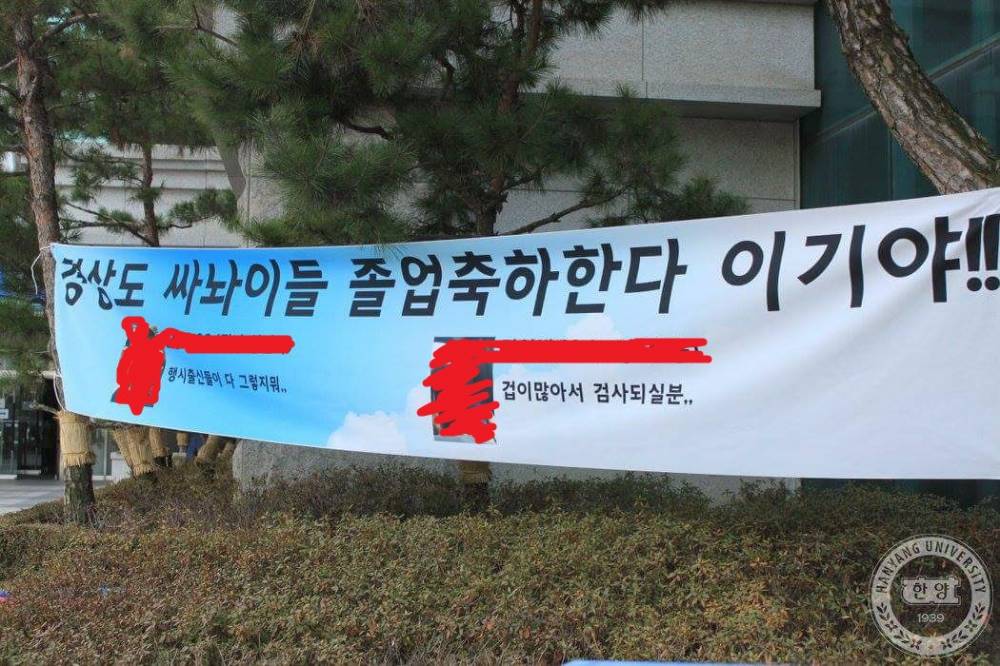 경상도 싸놔이들 졸업축하한다 이기야!!
행시출신들이 다 그렇지뭐,,
겁이많아서 검사되실분,,
HANYANG UNIVERSITY
한양
1939